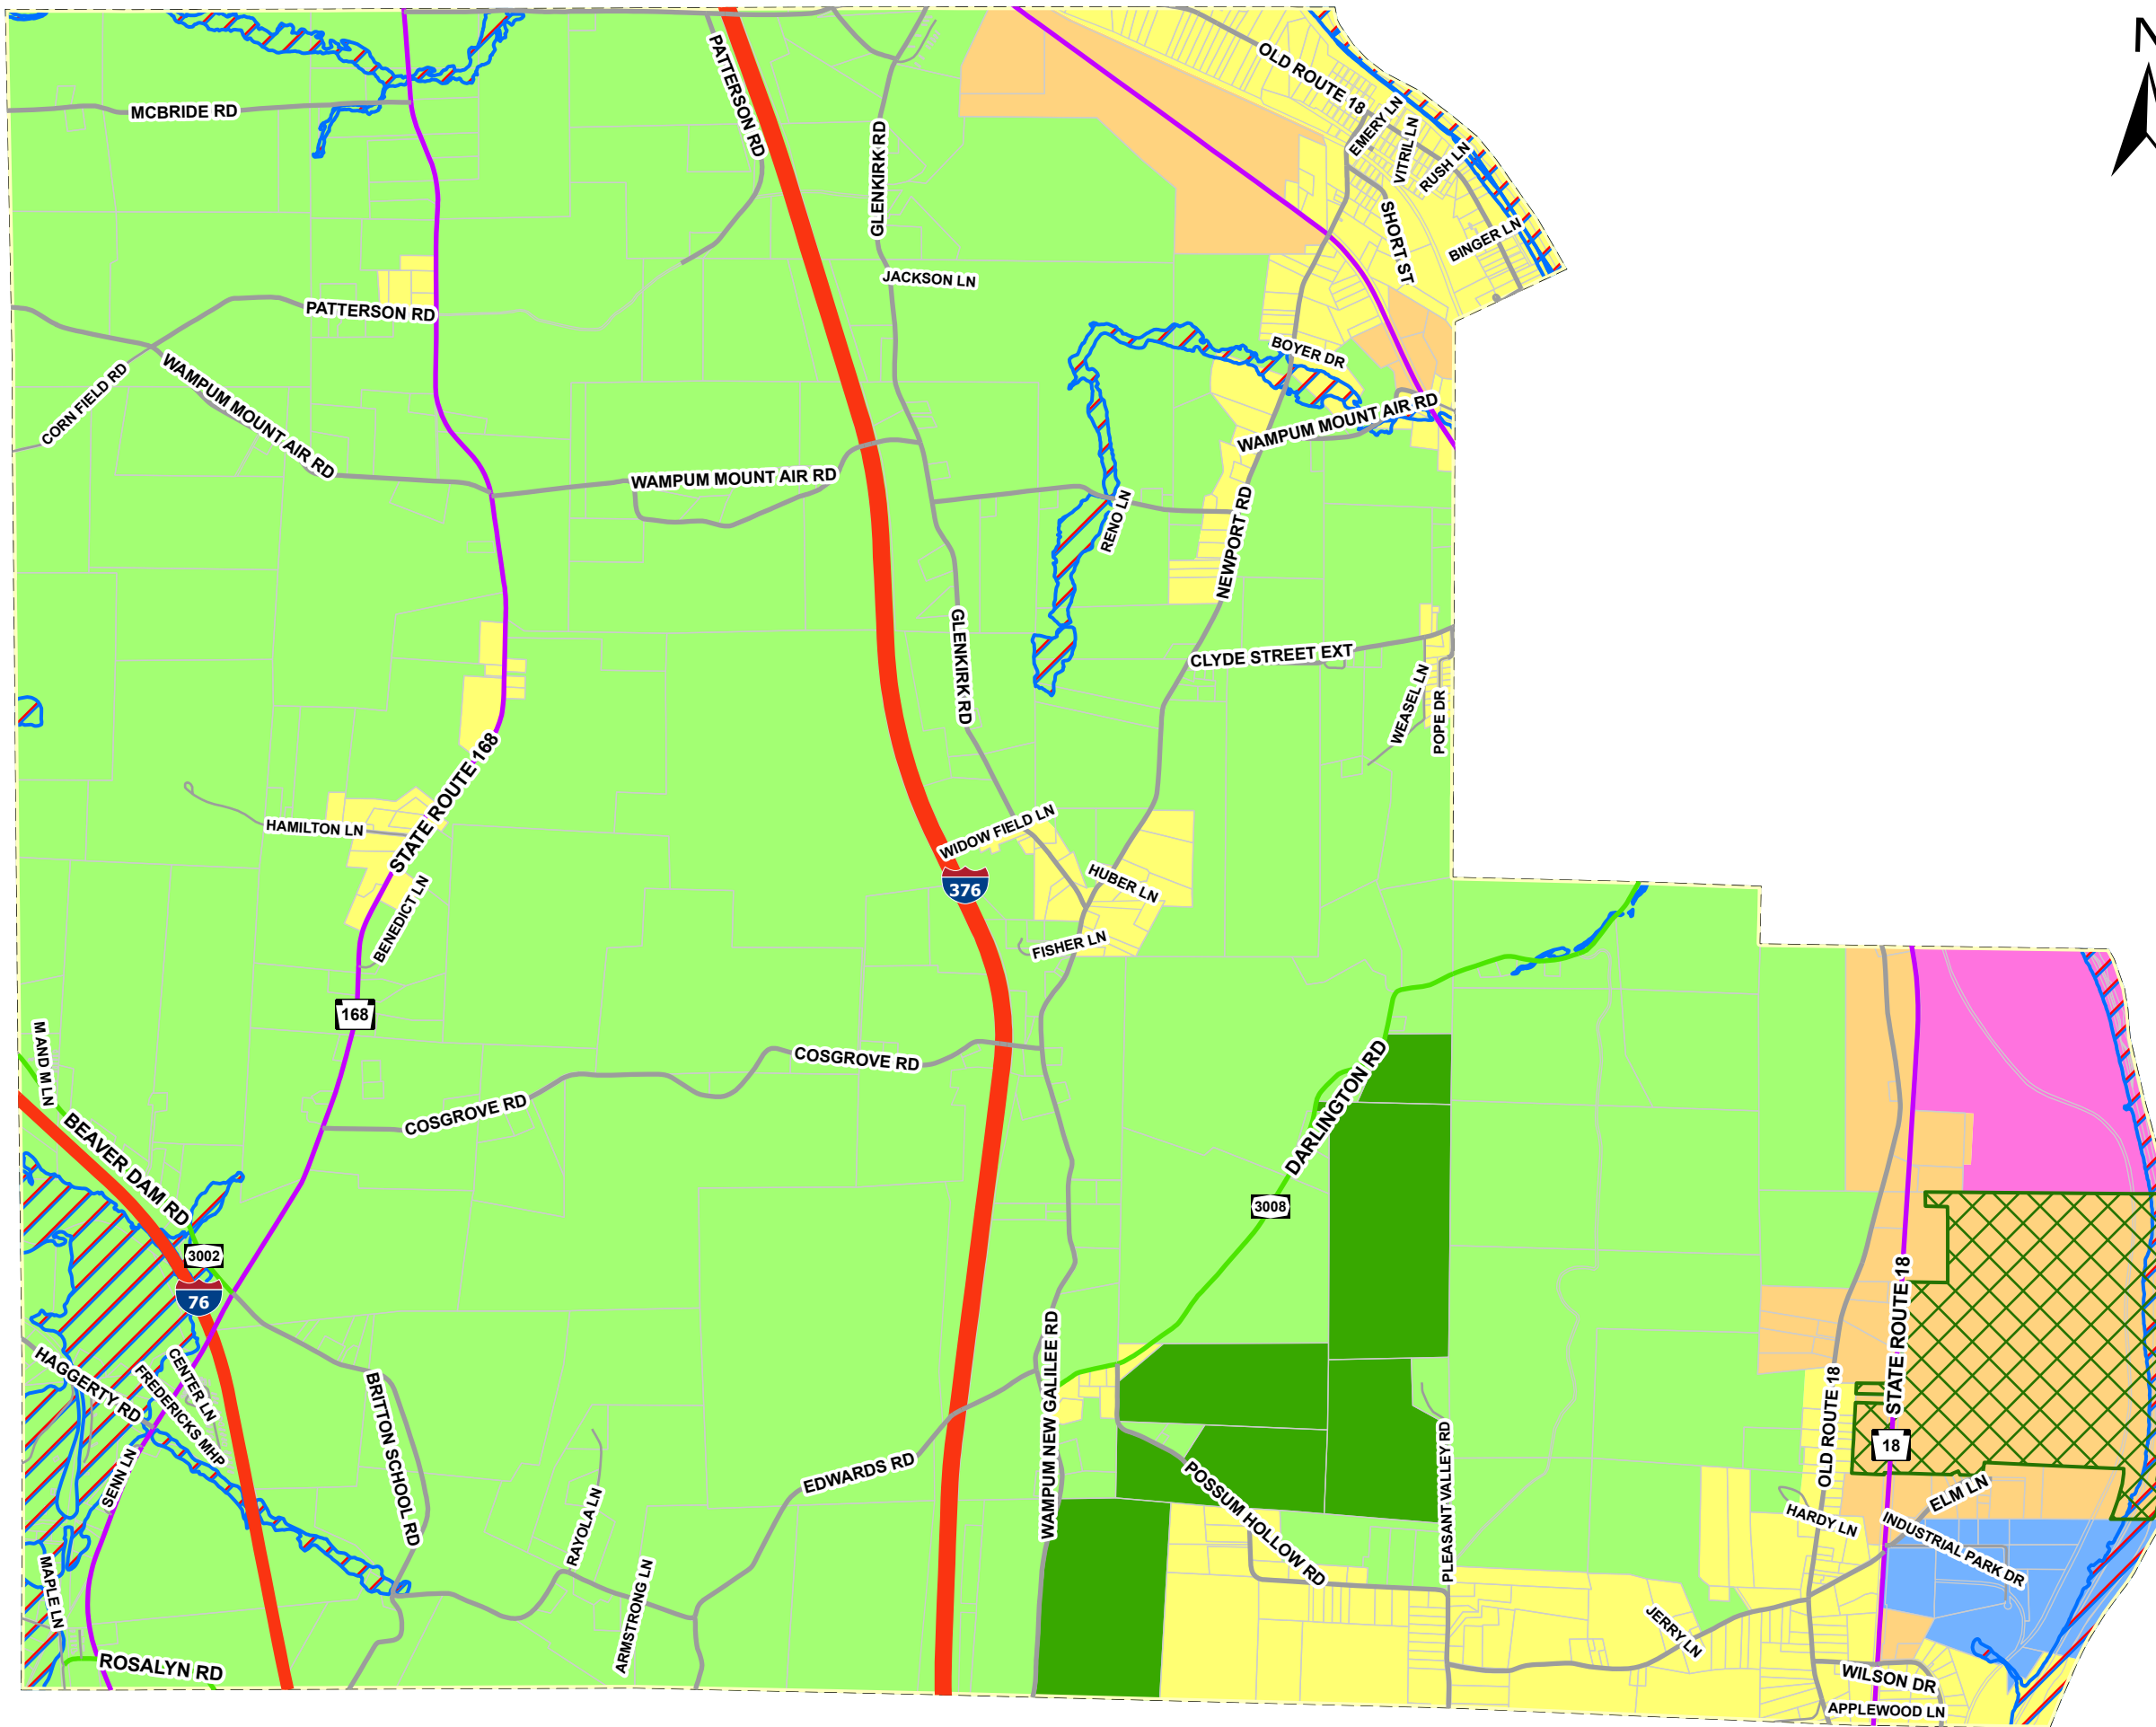 N
PATTERSON RD
OLD ROUTE 18
MCBRIDE RD
EMERY LN
VITRIL LN
RUSH LN
GLENKIRK RD
SHORT ST
BINGER LN
JACKSON LN
PATTERSON RD
BOYER DR
CORN FIELD RD
WAMPUM MOUNT AIR RD
WAMPUM MOUNT AIR RD
WAMPUM MOUNT AIR RD
RENO LN
NEWPORT RD
GLENKIRK RD
CLYDE STREET EXT
WEASEL LN
POPE DR
STATE ROUTE 168
HAMILTON LN
WIDOW FIELD LN
376
HUBER LN
BENEDICT LN
FISHER LN
168
M AND M LN
COSGROVE RD
COSGROVE RD
DARLINGTON RD
BEAVER DAM RD
3008
3002
76
STATE ROUTE 18
HAGGERTY RD
CENTER LN
FREDERICKS MHP
BRITTON SCHOOL RD
WAMPUM NEW GALILEE RD
OLD ROUTE 18
18
SENN LN
EDWARDS RD
POSSUM HOLLOW RD
PLEASANT VALLEY RD
ELM LN
HARDY LN
INDUSTRIAL PARK DR
RAYOLA LN
ARMSTRONG LN
MAPLE LN
JERRY LN
ROSALYN RD
WILSON DR
APPLEWOOD LN